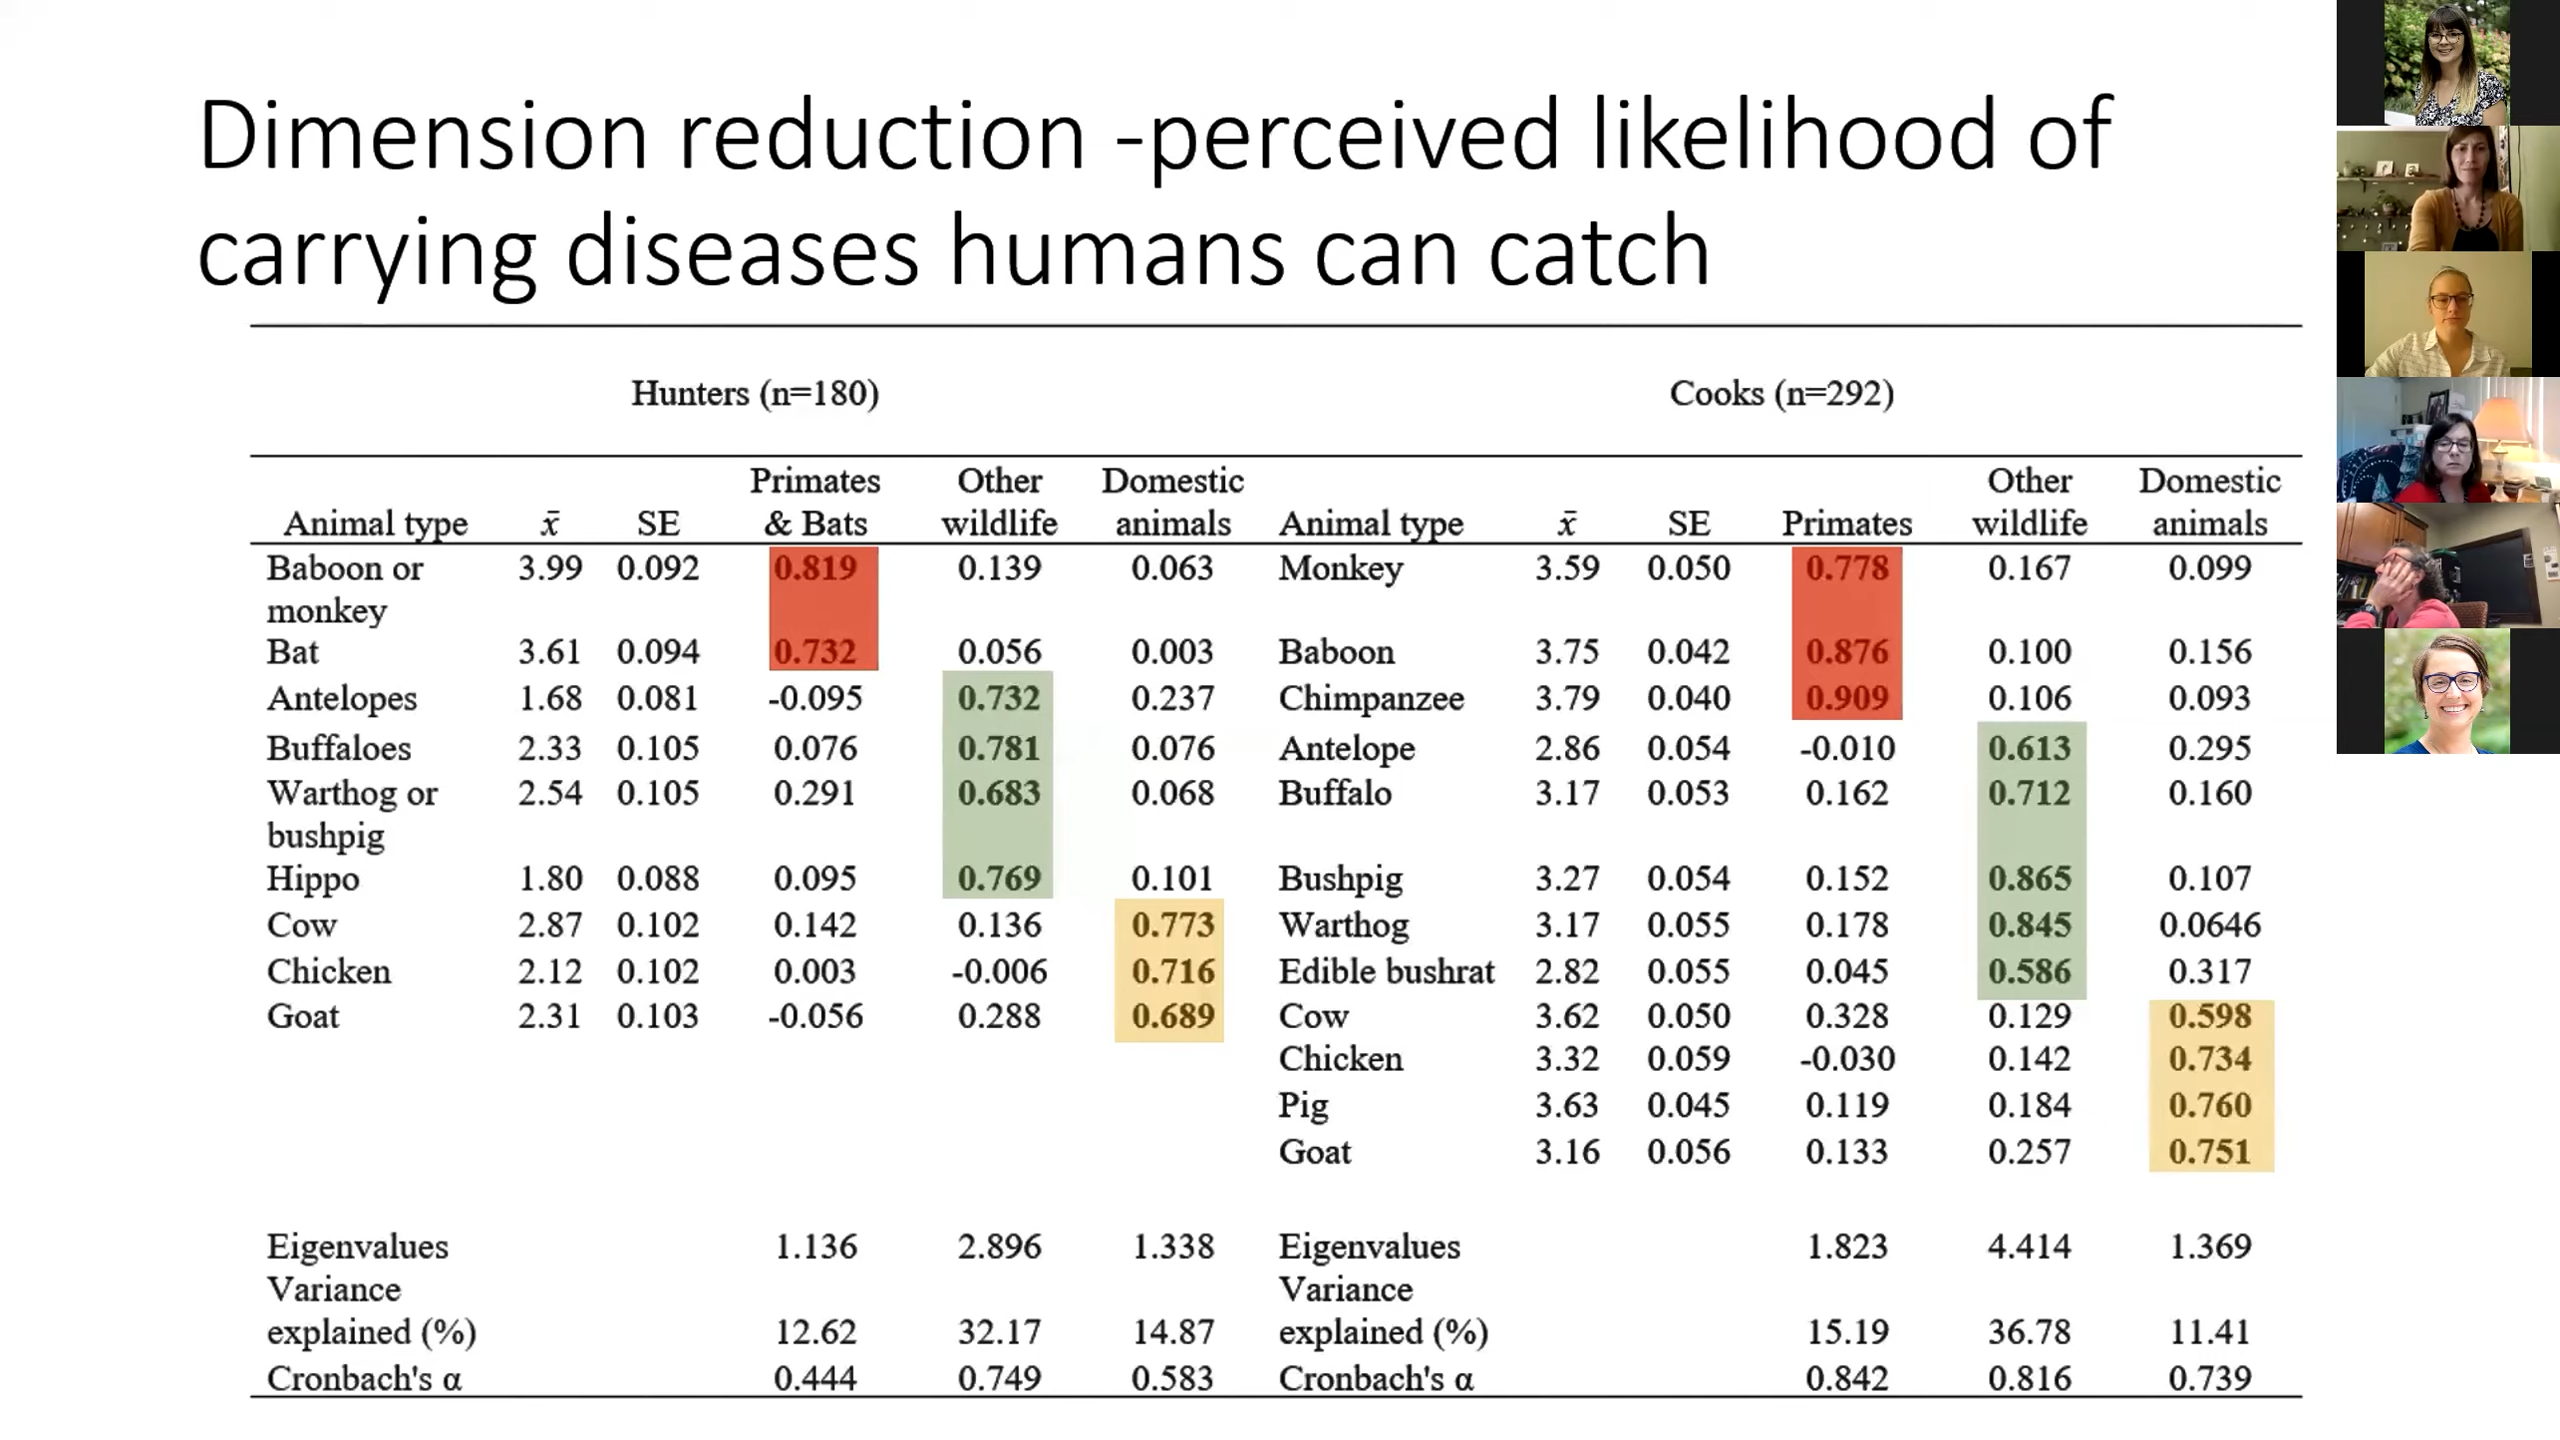 Dimension reduction -perceived likelihood of
carrying diseases humans can catch
Hunters (n=180) Cooks (n=292)
Primates Other Domestic Other Domestic
Animal type x̄ SE & Bats wildlife animals Animal type x̄ SE Primates wildlife animals
Baboon or 3.99 0.092 0.819 0.139 0.063 Monkey 3.59 0.050 0.778 0.167 0.099
monkey
Bat 3.61 0.094 0.732 0.056 0.003 Baboon 3.75 0.042 0.876 0.100 0.156
Antelopes 1.68 0.081 -0.095 0.732 0.237 Chimpanzee 3.79 0.040 0.909 0.106 0.093
Buffaloes 2.33 0.105 0.076 0.781 0.076 Antelope 2.86 0.054 -0.010 0.613 0.295
Warthog or 2.54 0.105 0.291 0.683 0.068 Buffalo 3.17 0.053 0.162 0.712 0.160
bushpig
Hippo 1.80 0.088 0.095 0.769 0.101 Bushpig 3.27 0.054 0.152 0.865 0.107
Cow 2.87 0.102 0.142 0.136 0.773 Warthog 3.17 0.055 0.178 0.845 0.0646
Chicken 2.12 0.102 0.003 -0.006 0.716 Edible bushrat 2.82 0.055 0.045 0.586 0.317
Goat 2.31 0.103 -0.056 0.288 0.689 Cow 3.62 0.050 0.328 0.129 0.598
Chicken 3.32 0.059 -0.030 0.142 0.734
Pig 3.63 0.045 0.119 0.184 0.760
Goat 3.16 0.056 0.133 0.257 0.751
Eigenvalues 1.136 2.896 1.338 Eigenvalues 1.823 4.414 1.369
Variance Variance
explained (%) 12.62 32.17 14.87 explained (%) 15.19 36.78 11.41
Cronbach's α 0.444 0.749 0.583 Cronbach's α 0.842 0.816 0.739